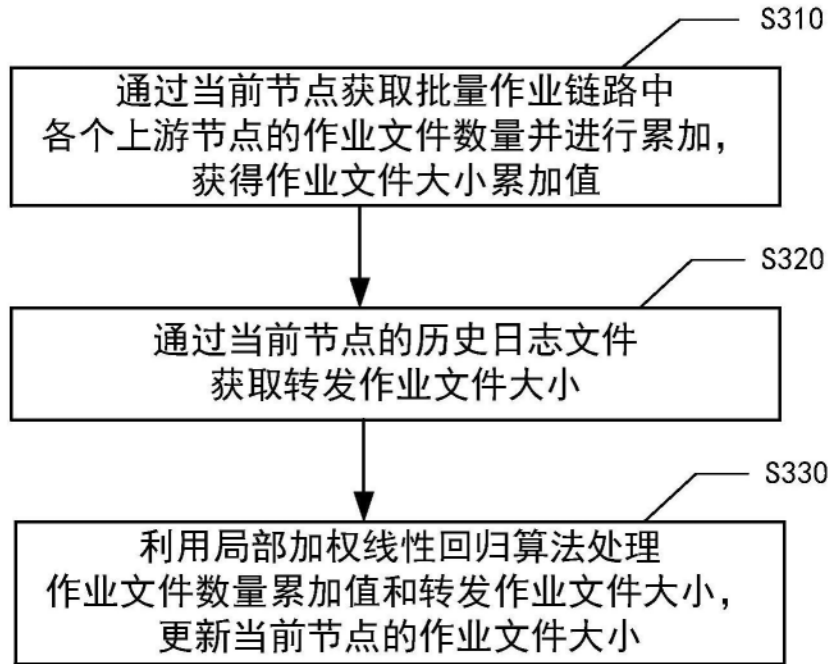 S310
通过当前节点获取批量作业链路中
各个上游节点的作业文件数量并进行累加，
获得作业文件大小累加值
S320
通过当前节点的历史日志文件
获取转发作业文件大小
S330
利用局部加权线性回归算法处理
作业文件数量累加值和转发作业文件大小，
更新当前节点的作业文件大小